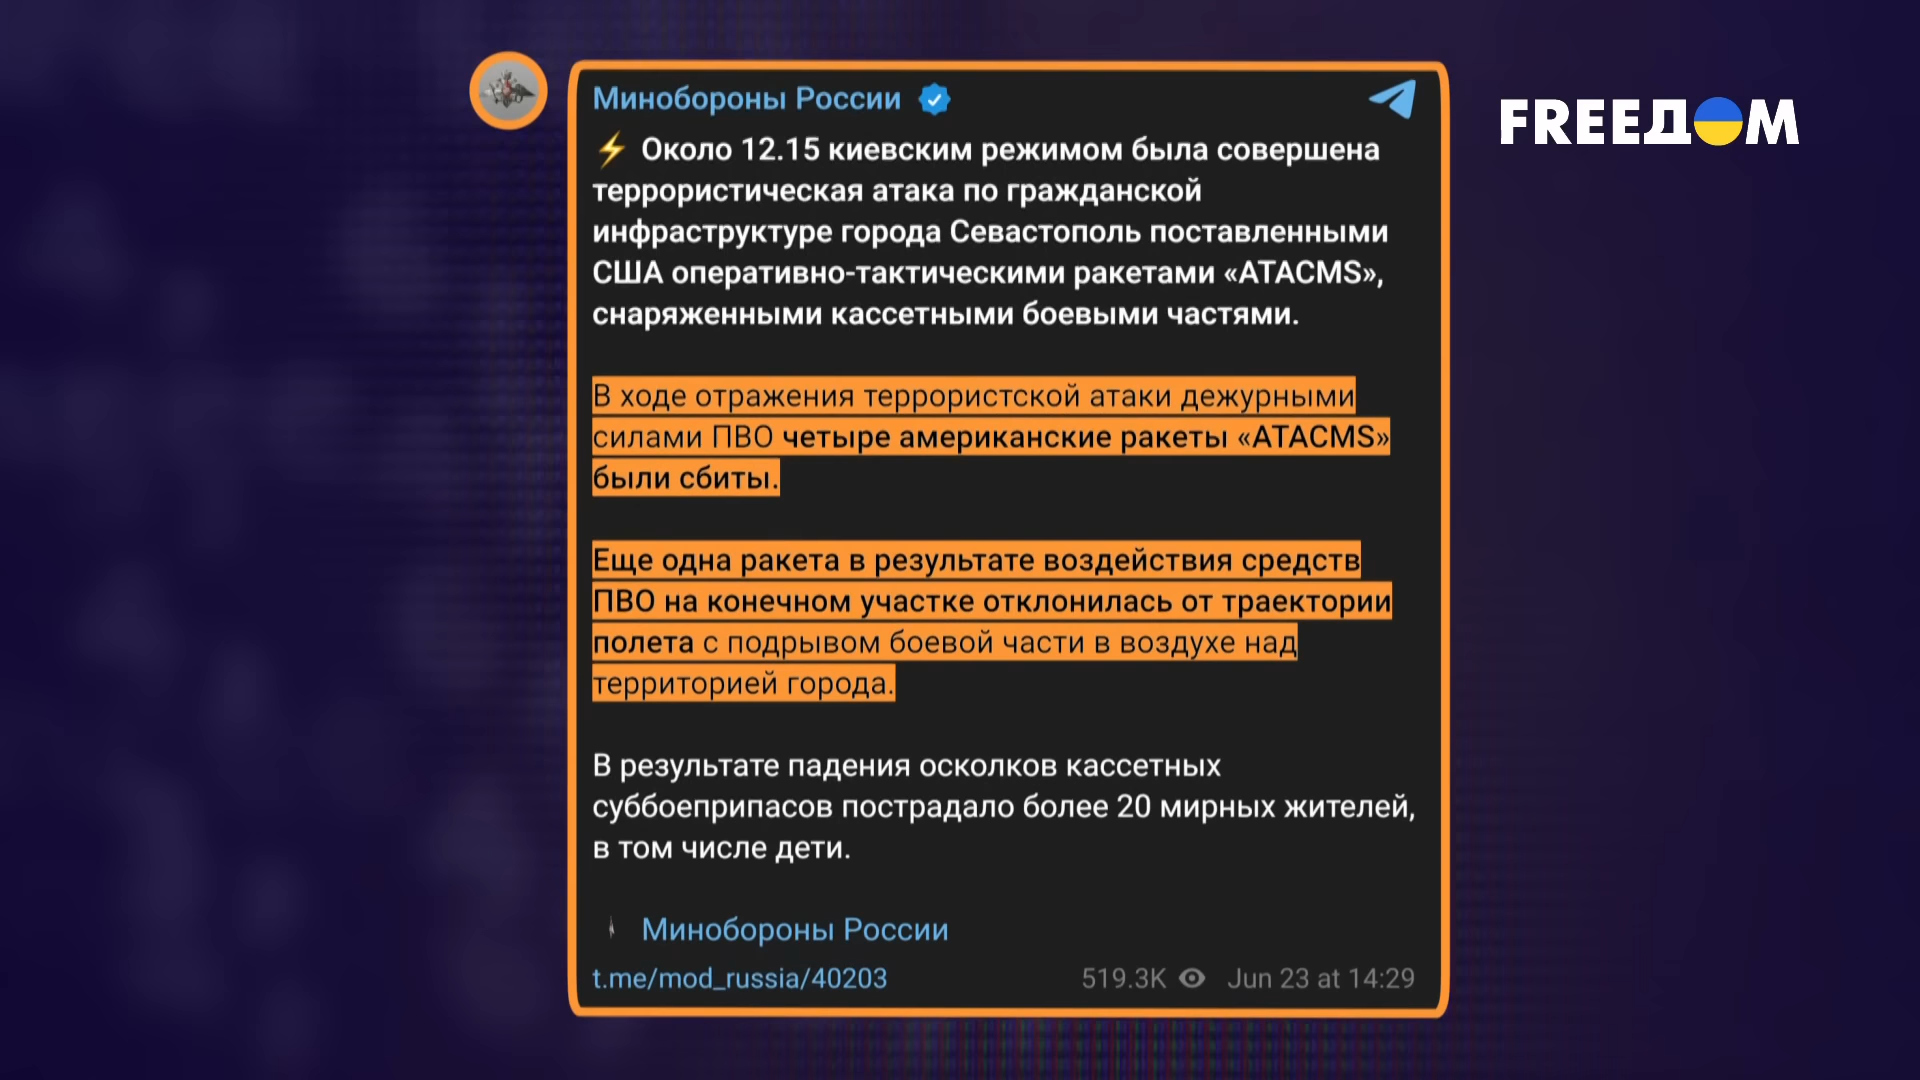 Минобороны России
FREEДОМ
⚡ Около 12.15 киевским режимом была совершена
террористическая атака по гражданской
инфраструктуре города Севастополь поставленными
США оперативно-тактическими ракетами «ATACMS»,
снаряженными кассетными боевыми частями.
В ходе отражения террористской атаки дежурными
силами ПВО четыре американские ракеты «ATACMS»
были сбиты.
Еще одна ракета в результате воздействия средств
ПВО на конечном участке отклонилась от траектории
полета с подрывом боевой части в воздухе над
территорией города.
В результате падения осколков кассетных
суббоеприпасов пострадало более 20 мирных жителей,
в том числе дети.
Минобороны России
t.me/mod_russia/40203 519.3K Jun 23 at 14:29